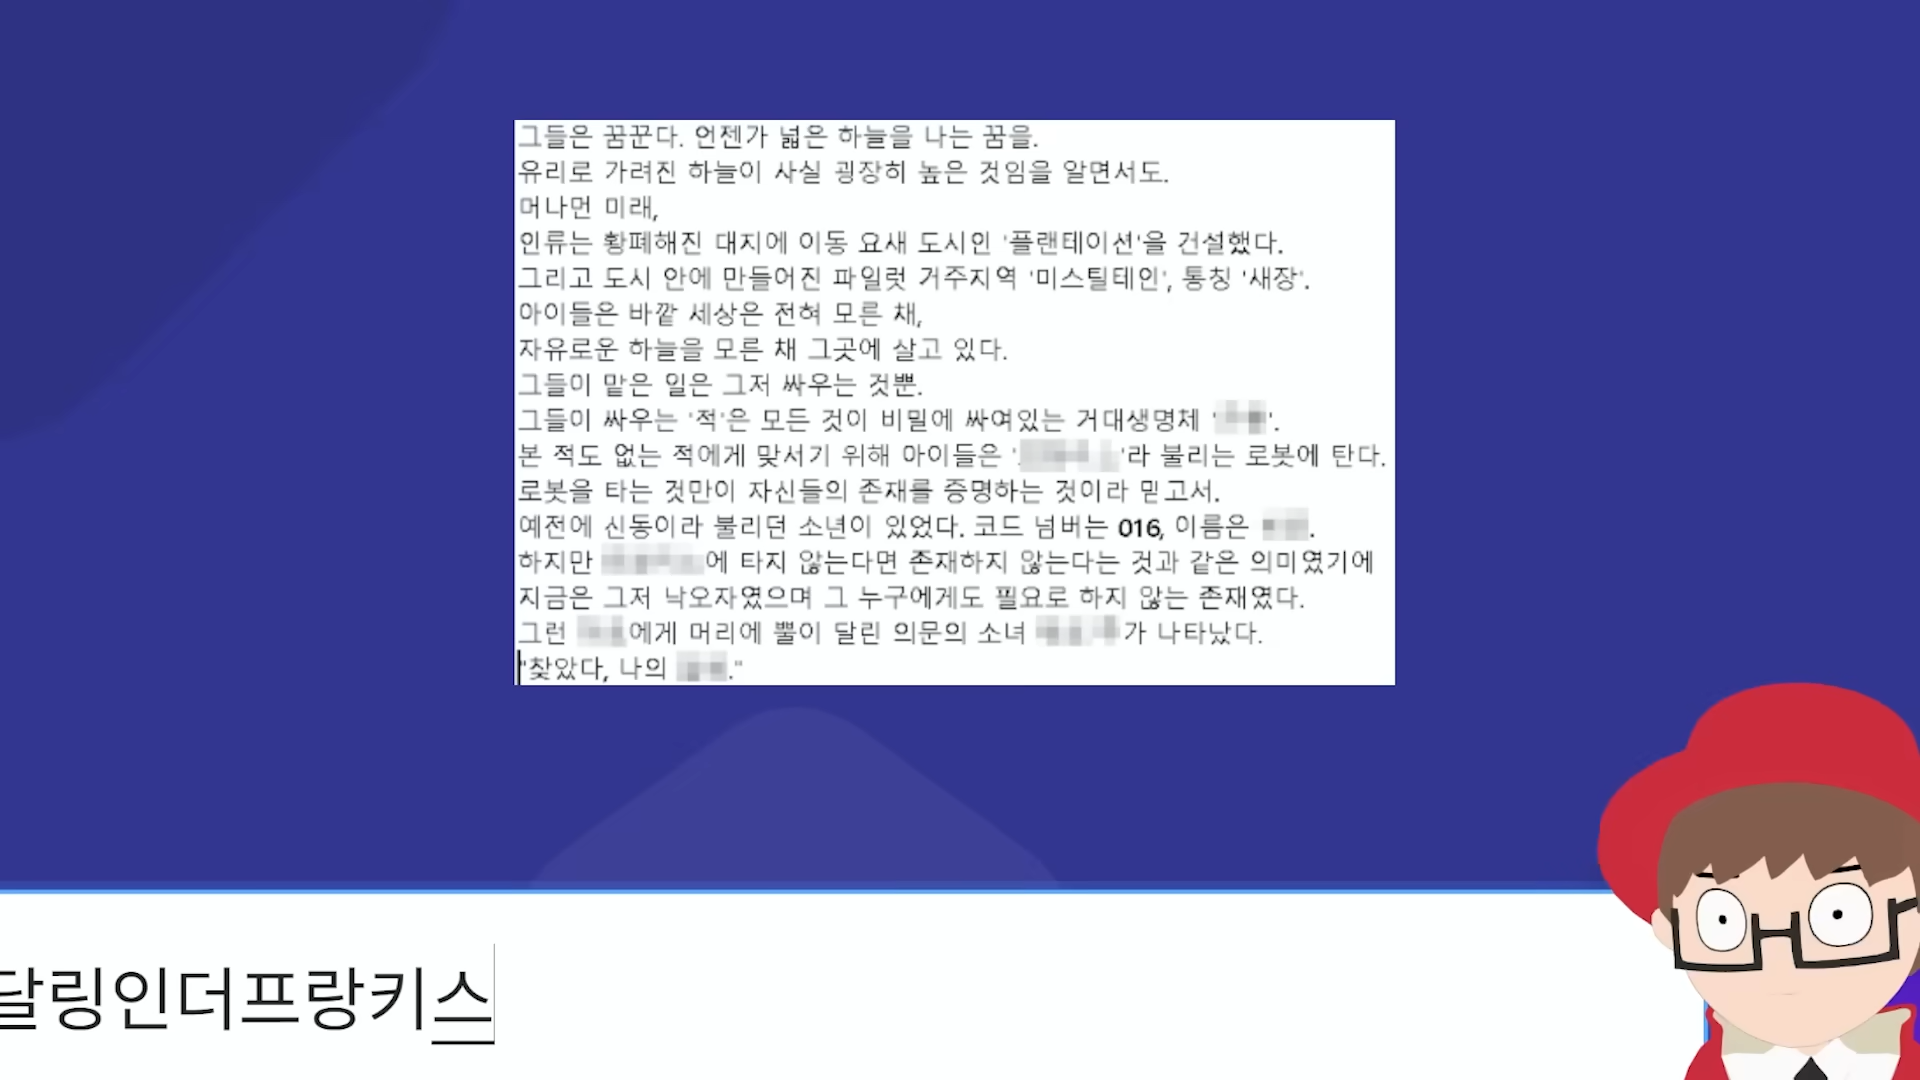 그들은 꿈꾼다. 언젠가 넓은 하늘을 나는 꿈을.
유리로 가려진 하늘이 사실 굉장히 높은 것임을 알면서도.
머나먼 미래,
인류는 황폐해진 대지에 이동 요새 도시인 '플랜테이션'을 건설했다.
그리고 도시 안에 만들어진 파일럿 거주지역 '미스틸테인', 통칭 '새장'.
아이들은 바깥 세상은 전혀 모른 채,
자유로운 하늘을 모른 채 그곳에 살고 있다.
그들이 맡은 일은 그저 싸우는 것뿐.
그들이 싸우는 '적'은 모든 것이 비밀에 싸여있는 거대생명체 ' '.
본 적도 없는 적에게 맞서기 위해 아이들은 ' '라 불리는 로봇에 탄다.
로봇을 타는 것만이 자신들의 존재를 증명하는 것이라 믿고서.
예전에 신동이라 불리던 소년이 있었다. 코드 넘버는 016, 이름은 .
하지만 에 타지 않는다면 존재하지 않는다는 것과 같은 의미였기에
지금은 그저 낙오자였으며 그 누구에게도 필요로 하지 않는 존재였다.
그런 에게 머리에 뿔이 달린 의문의 소녀 가 나타났다.
"찾았다, 나의 ."
달링인더프랑키스